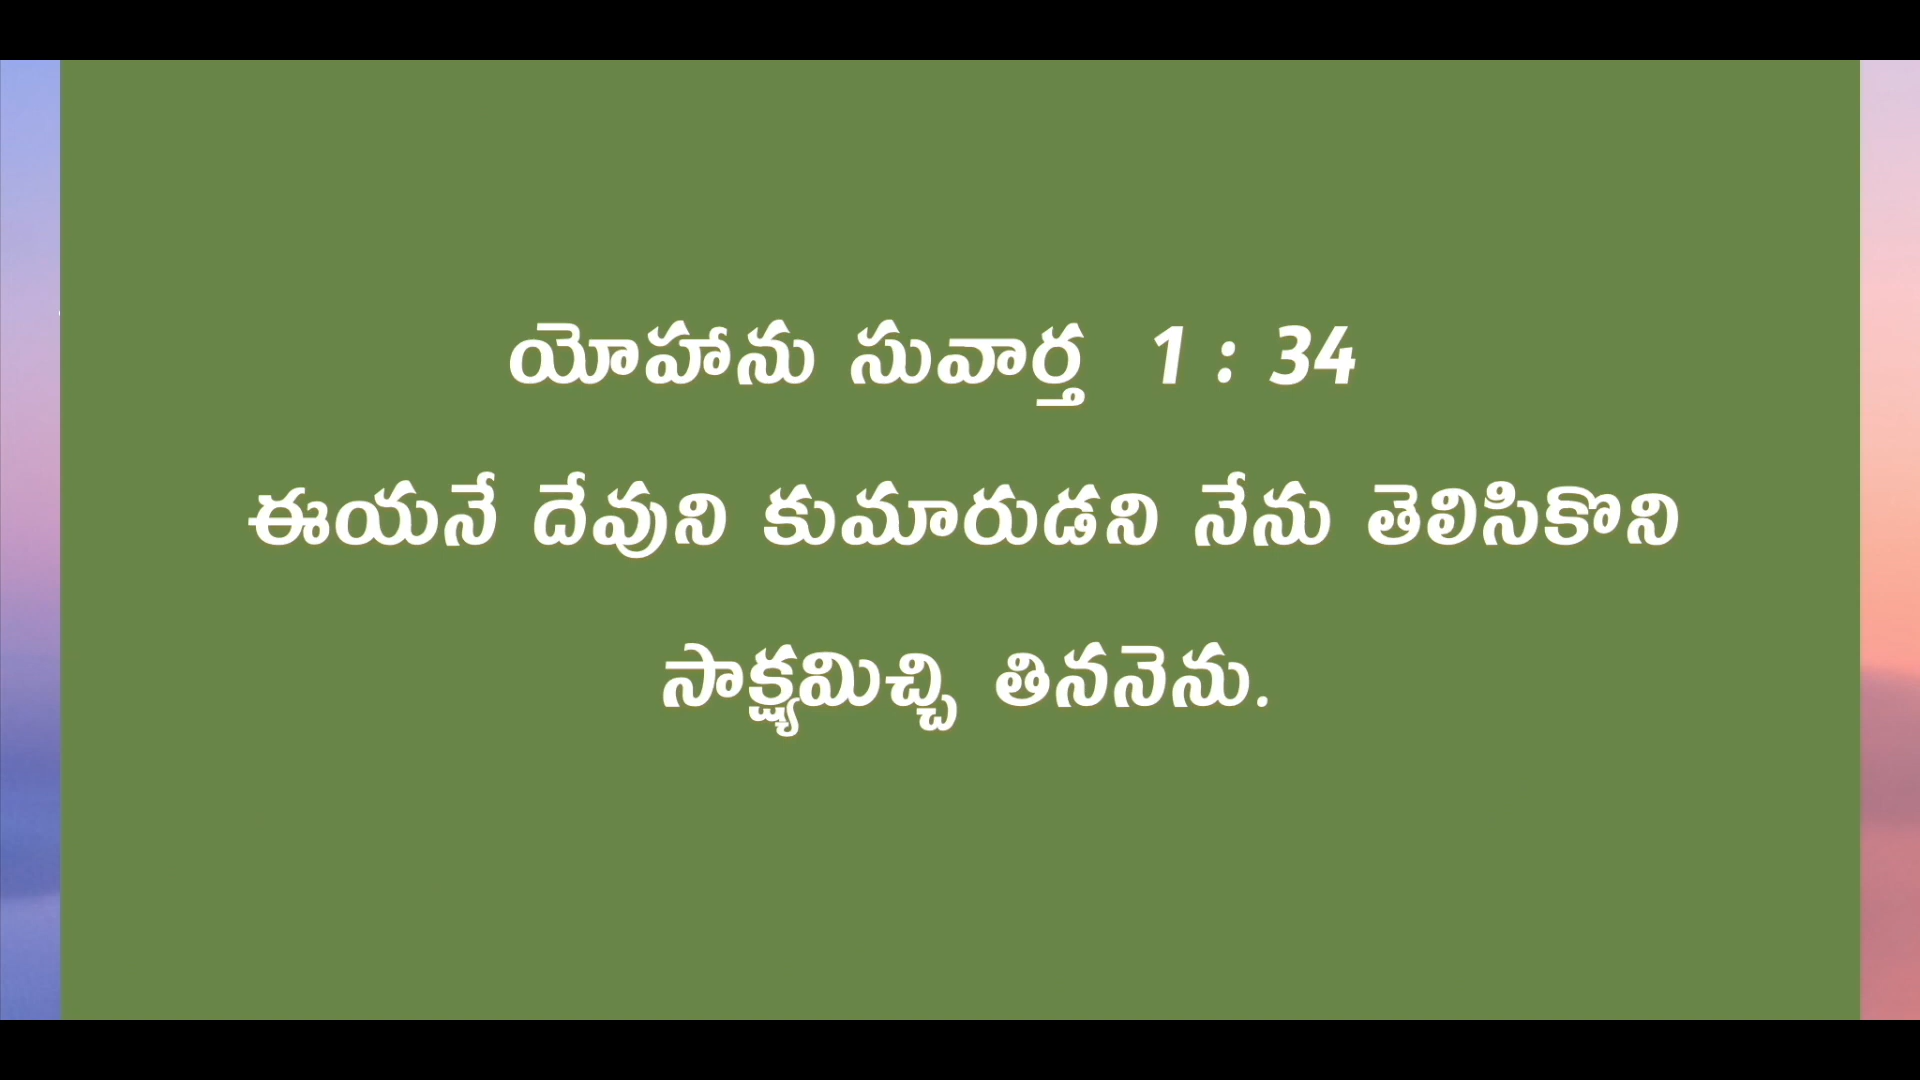 యోహాను సువార్త 1 : 34
ఈయనే దేవుని కుమారుడని నేను తెలిసికొని
సాక్ష్యమిచ్చి తిననెను.